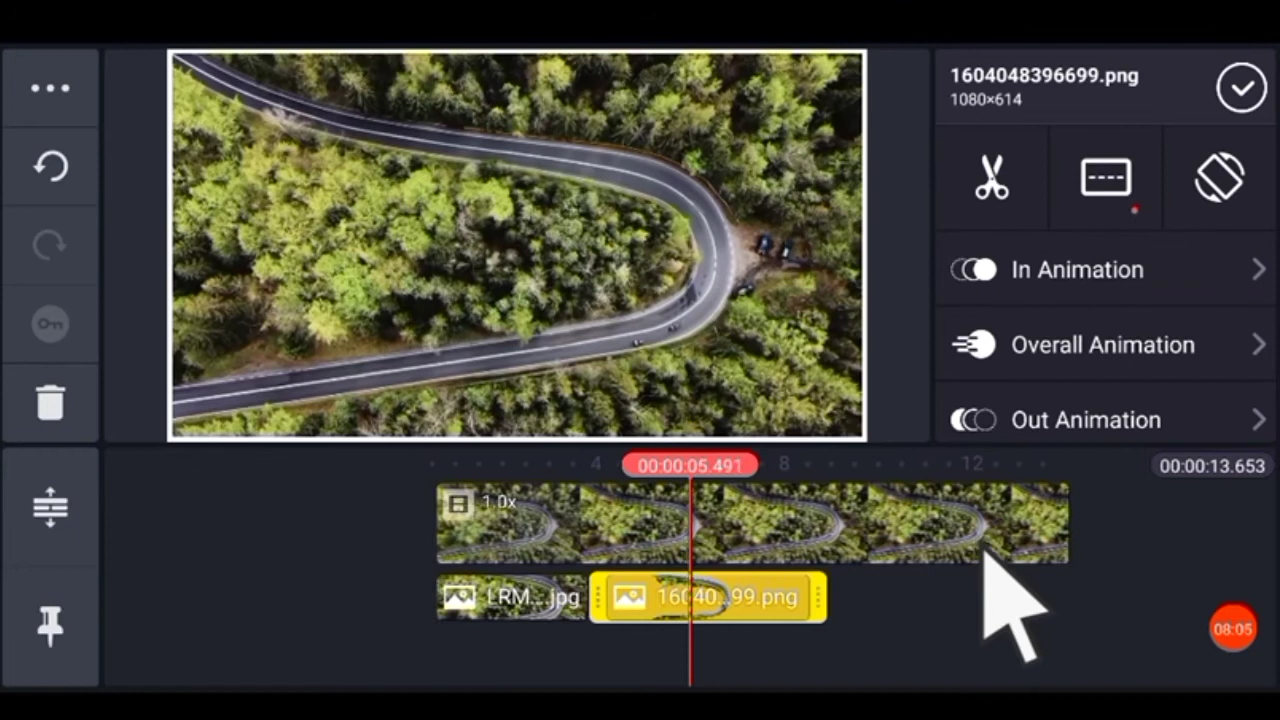 1604048396699.png
1080×614
In Animation
Overall Animation
Out Animation
4
00:00:05.491
8
12
00:00:13.653
1.0x
LRM....jpg
16040...99.png
08:05